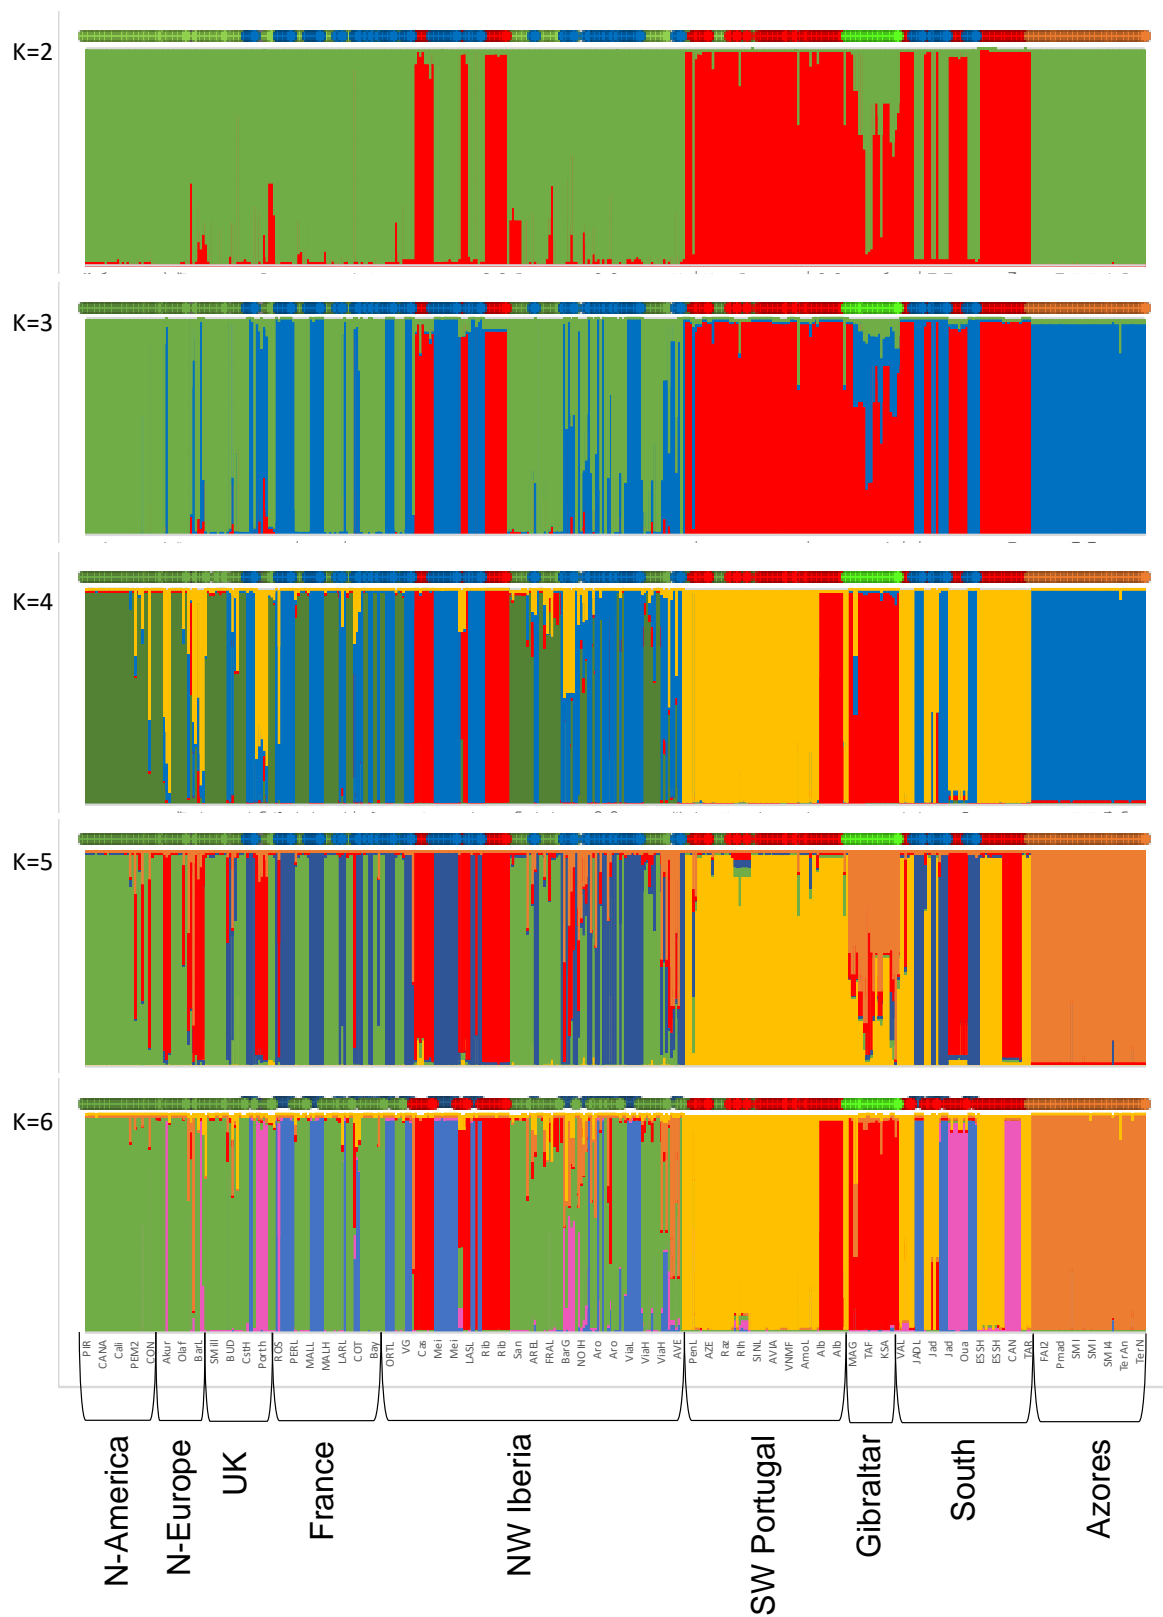 K=2
K=3
K=4
K=5
K=6
PIR
CANA
Cali
PEM2
CON
Akur
Olaf
BarL
SMill
BUD
CstH
Porth
ROS
PERL
MALL
MALH
LARL
COT
Bay
ORTL
VG
Cas
Mei
Mei
LASL
Rib
Rib
San
AREL
FRAL
BarG
NOIH
Aro
Aro
ViaL
ViaH
ViaH
AVE
PenL
AZE
Raz
Rlh
SINL
AVIA
VNMF
AmoL
Alb
Alb
MAG
TAF
KSA
VAL
JADL
Jad
Jad
Oua
ESSH
ESSH
CAN
TAR
FAI2
Pmad
SMI
SMI
SMI4
TerAn
TerN
N-America
N-Europe
UK
France
NW Iberia
SW Portugal
Gibraltar
South
Azores